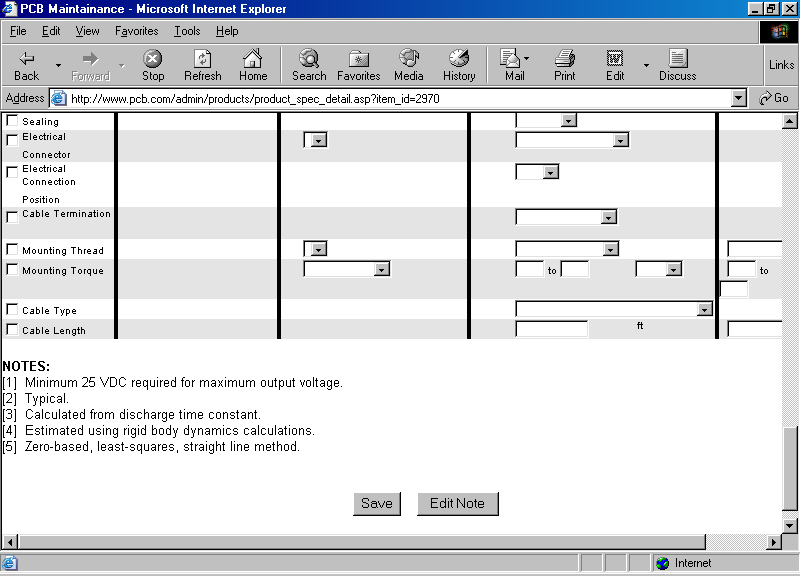 PCB Maintainance - Microsoft Internet Explorer
File Edit View Favorites Tools Help
Back Forward Stop Refresh Home Search Favorites Media History Mail Print Edit Discuss Links
Address http://www.pcb.com/admin/products/product_spec_detail.asp?item_id=2970 Go
Sealing
Electrical
Connector
Electrical
Connection
Position
Cable Termination
Mounting Thread
Mounting Torque to to
Cable Type
Cable Length ft
NOTES:
[1] Minimum 25 VDC required for maximum output voltage.
[2] Typical.
[3] Calculated from discharge time constant.
[4] Estimated using rigid body dynamics calculations.
[5] Zero-based, least-squares, straight line method.
Save Edit Note
Internet